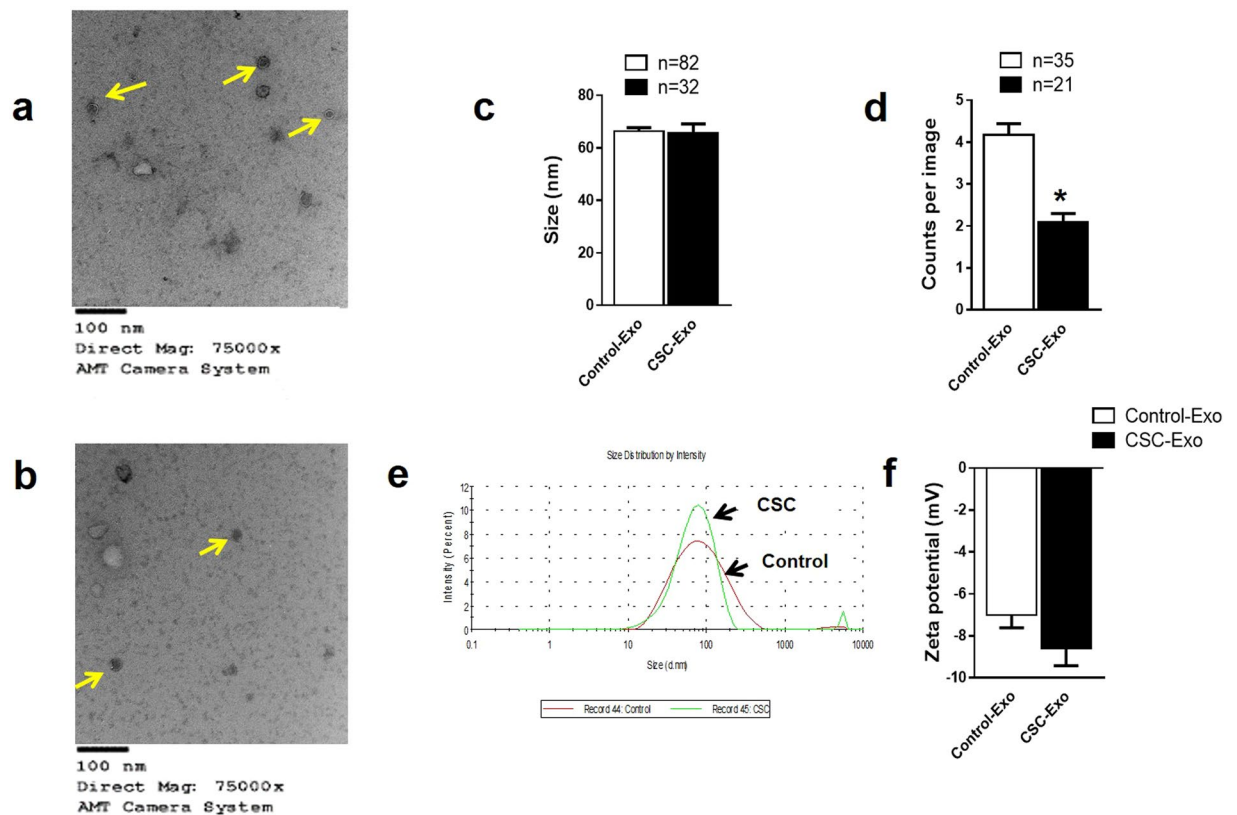 a
100 nm
Direct Mag: 75000x
AMT Camera System
b
100 nm
Direct Mag: 75000x
AMT Camera System
c
n=82
n=32
80
60
40
20
0
Size (nm)
Control-Exo
CSC-Exo
d
n=35
n=21
5
4
3
2
1
0
Counts per image
*
Control-Exo
CSC-Exo
e
Size Distribution by Intensity
12
10
8
6
4
2
0
Intensity (Percent)
CSC
Control
0.1
1
10
100
1000
10000
Size (d.nm)
Record 44: Control
Record 45: CSC
f
Control-Exo
CSC-Exo
0
-2
-4
-6
-8
-10
Zeta potential (mV)
Control-Exo
CSC-Exo